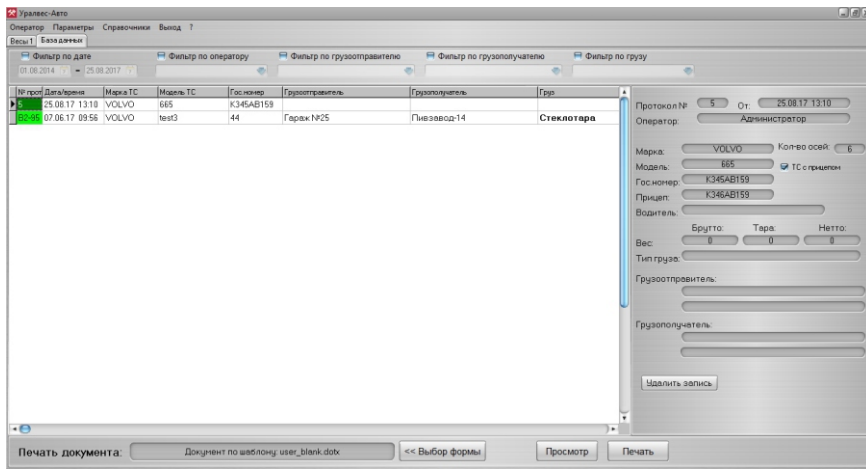 Уралвес-Авто
Оператор Параметры Справочники Выход ?
Весы 1 База данных
Фильтр по дате Фильтр по оператору Фильтр по грузоотправителю Фильтр по грузополучателю Фильтр по грузу
01.08.2014 - 25.08.2017
№ прот Дата/время Марка ТС Модель ТС Гос.номер Грузоотправитель Грузополучатель Груз
5 25.08.17 13:10 VOLVO 665 К345АВ159
В2-95 07.06.17 09:56 VOLVO test3 44 Гараж №25 Пивзавод-14 Стеклотара
Протокол № 5 От: 25.08.17 13:10
Оператор: Администратор
Марка: VOLVO Кол-во осей: 6
Модель: 665 ТС с прицепом
Гос.номер: К345АВ159
Прицеп: К346АВ159
Водитель:
Брутто: Тара: Нетто:
Вес: 0 0 0
Тип груза:
Грузоотправитель:
Грузополучатель:
Удалить запись
Печать документа: Документ по шаблону: user_blank.dotx << Выбор формы Просмотр Печать